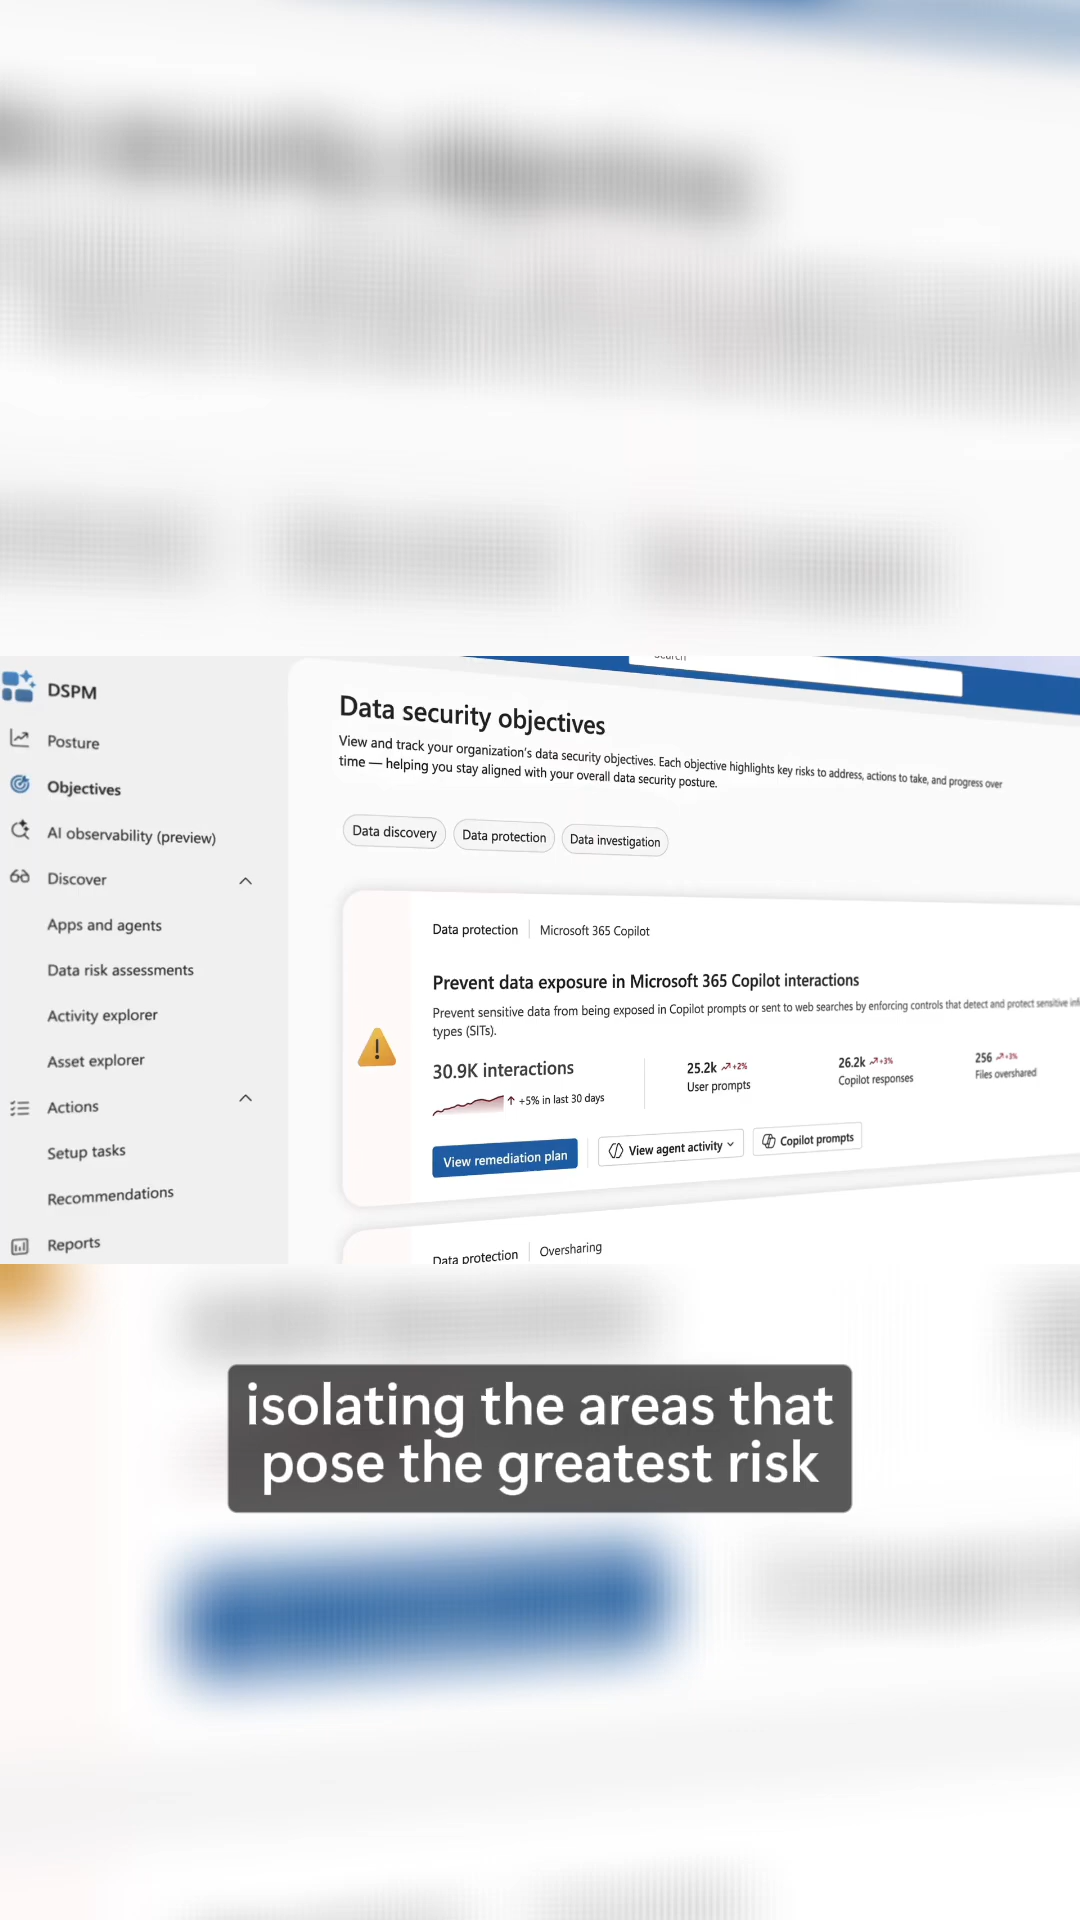 Search
DSPM
Posture
Objectives
AI observability (preview)
Discover
Apps and agents
Data risk assessments
Activity explorer
Asset explorer
Actions
Setup tasks
Recommendations
Reports
Data security objectives
View and track your organization's data security objectives. Each objective highlights key risks to address, actions to take, and progress over
time — helping you stay aligned with your overall data security posture.
Data discovery
Data protection
Data investigation
Data protection | Microsoft 365 Copilot
Prevent data exposure in Microsoft 365 Copilot interactions
Prevent sensitive data from being exposed in Copilot prompts or sent to web searches by enforcing controls that detect and protect sensitive
types (SITs).
30.9K interactions
+5% in last 30 days
25.2k +2%
User prompts
26.2k +3%
Copilot responses
256 +3%
Files overshared
View remediation plan
View agent activity
Copilot prompts
Data protection | Oversharing
isolating the areas that
pose the greatest risk